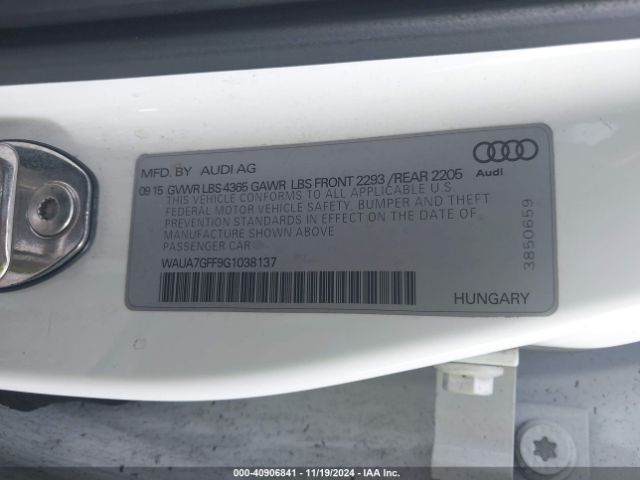 MFD. BY AUDI AG
09 15 GVWR LBS 4365 GAWR LBS FRONT 2293 /REAR 2205
THIS VEHICLE CONFORMS TO ALL APPLICABLE U.S
FEDERAL MOTOR VEHICLE SAFETY, BUMPER AND THEFT
PREVENTION STANDARDS IN EFFECT ON THE DATE OF
MANUFACTURE SHOWN ABOVE
PASSENGER CAR
WAUA7GFF9G1038137
Audi
3850659
HUNGARY
000-40906841 - 11/19/2024 - IAA Inc.